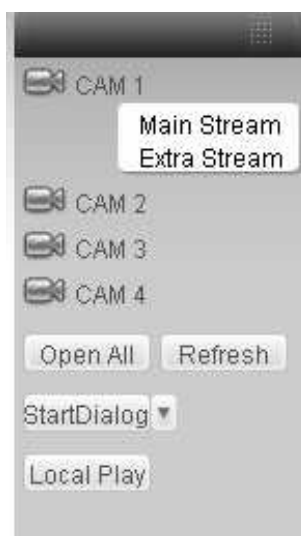 CAM 1
Main Stream
Extra Stream
CAM 2
CAM 3
CAM 4
Open All Refresh
StartDialog
Local Play